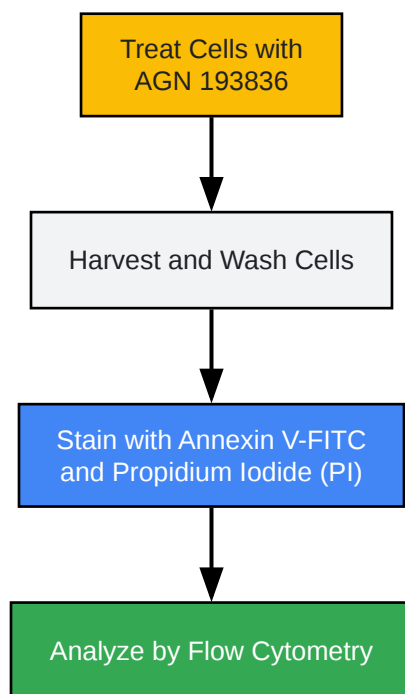 Treat Cells with
AGN 193836
Harvest and Wash Cells
Stain with Annexin V-FITC
and Propidium Iodide (PI)
Analyze by Flow Cytometry